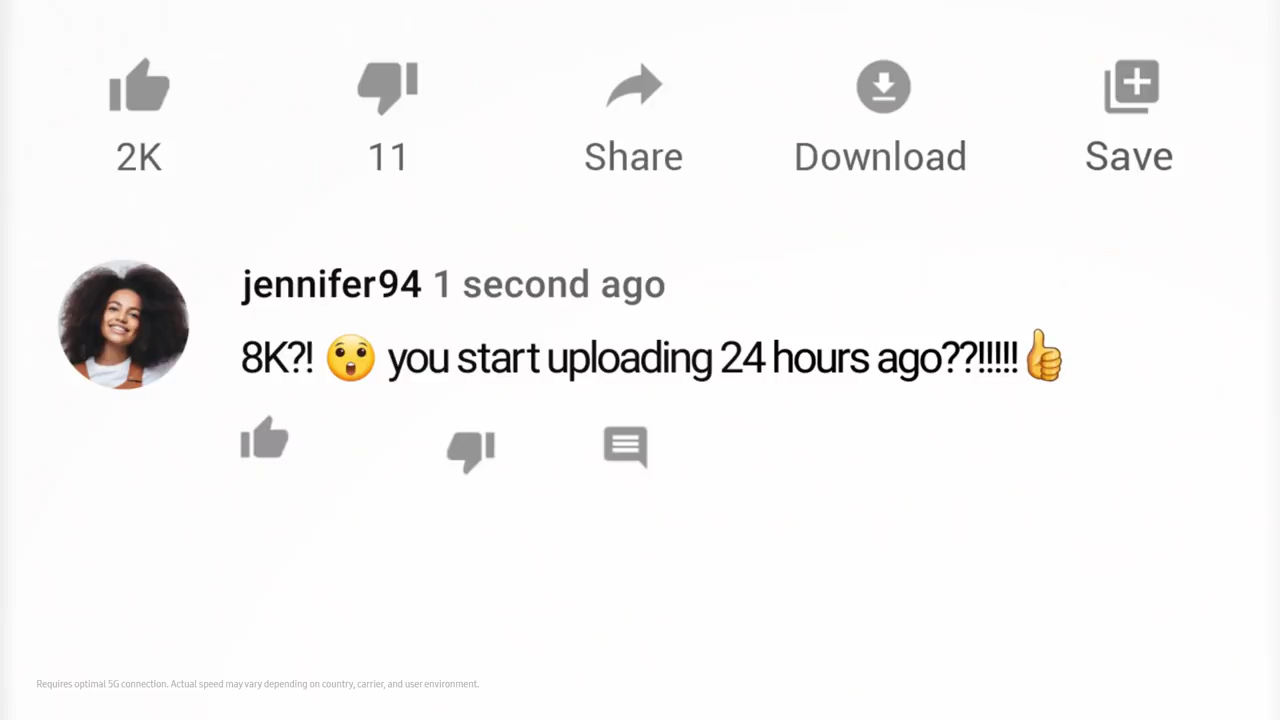 2K 11 Share Download Save
jennifer94 1 second ago
8K?! 😲 you start uploading 24 hours ago??!!!!! 👍
Requires optimal 5G connection. Actual speed may vary depending on country, carrier, and user environment.